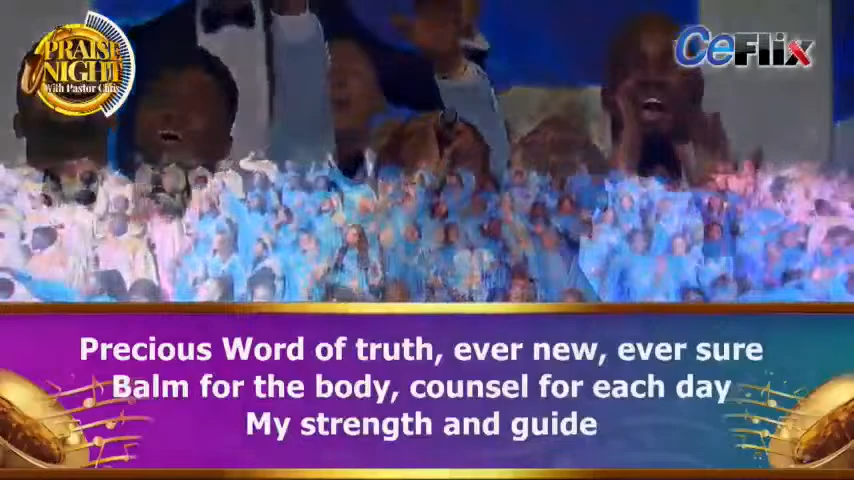 PRAISE
NIGHT
With Pastor Chris
CeFlix
Precious Word of truth, ever new, ever sure
Balm for the body, counsel for each day
My strength and guide